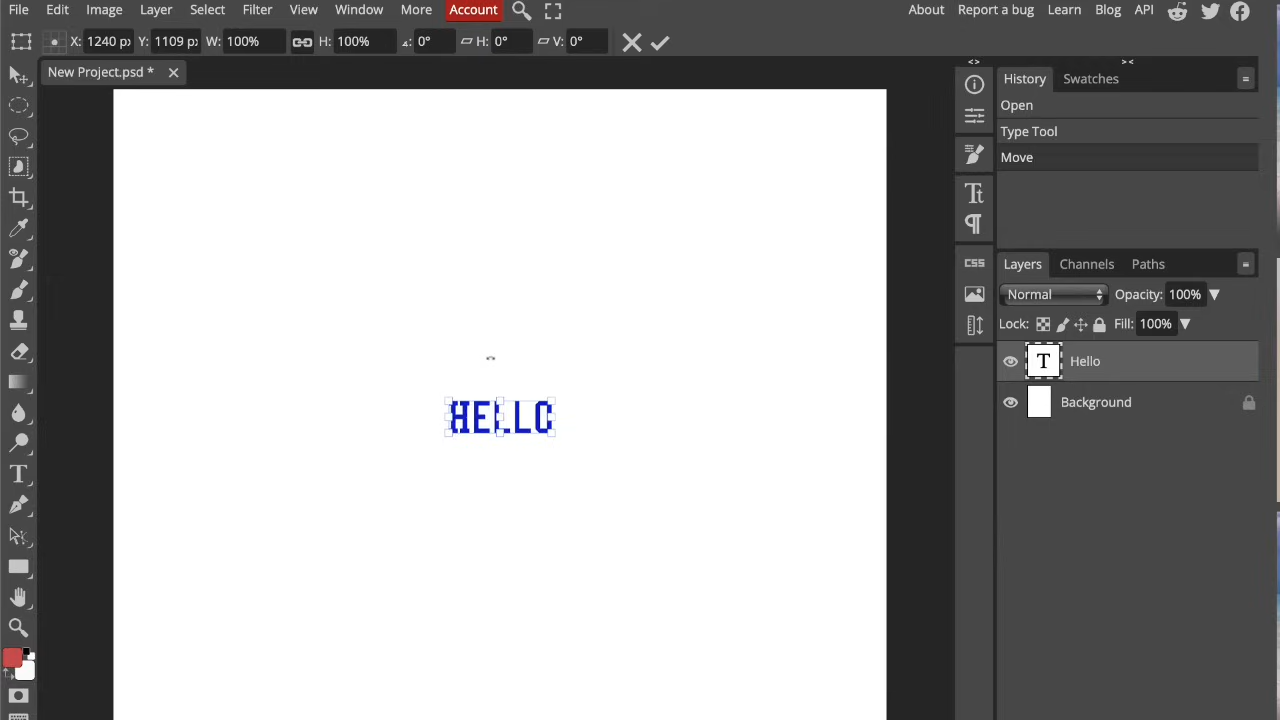 File Edit Image Layer Select Filter View Window More Account About Report a bug Learn Blog API
X: 1240 px Y: 1109 px W: 100% H: 100% 0° H: 0° V: 0°
New Project.psd *
History Swatches
Open
Type Tool
Move
CSS
Layers Channels Paths
Normal Opacity: 100%
Lock: Fill: 100%
T Hello
Background
HELLO